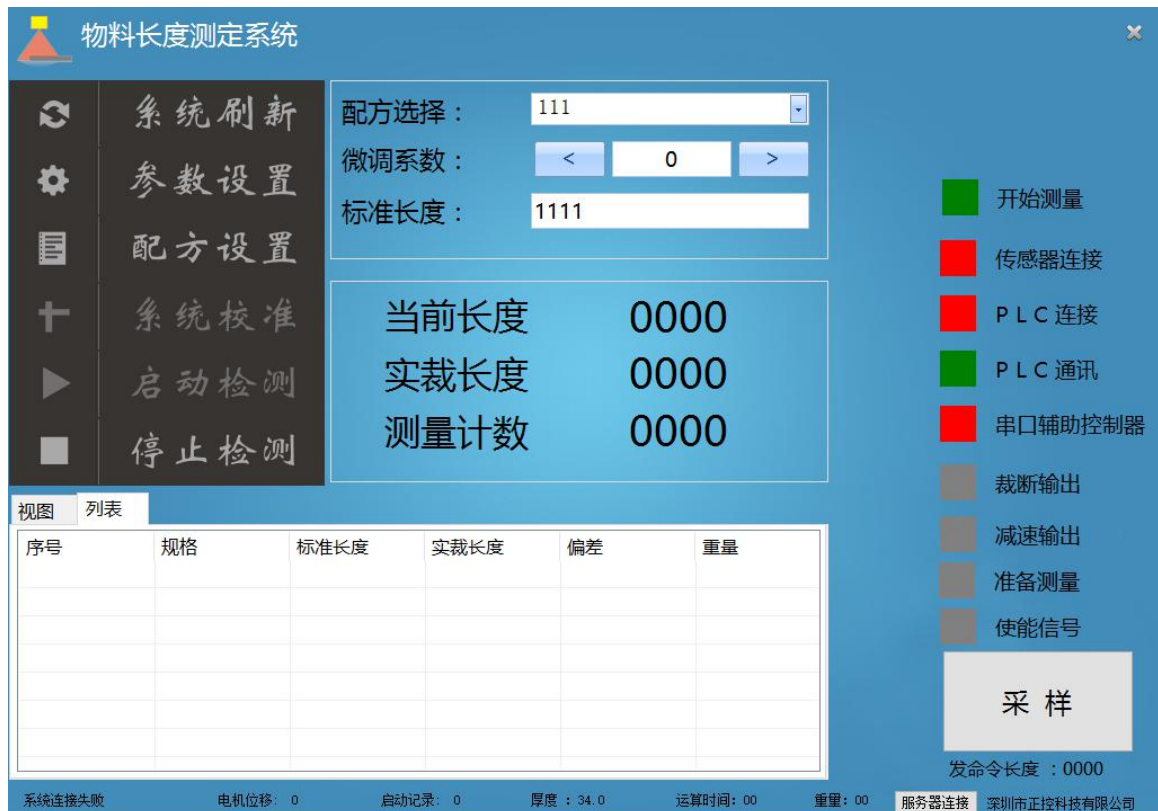 物料长度测定系统
系统刷新
参数设置
配方设置
系统校准
启动检测
停止检测
配方选择： 111
微调系数： < 0 >
标准长度： 1111
当前长度 0000
实裁长度 0000
测量计数 0000
开始测量
传感器连接
PLC连接
PLC通讯
串口辅助控制器
裁断输出
减速输出
准备测量
使能信号
采样
发命令长度 ：0000
视图 列表
序号 规格 标准长度 实裁长度 偏差 重量
系统连接失败 电机位移： 0 启动记录： 0 厚度 ：34.0 运算时间：00 重量：00 服务器连接 深圳市正控科技有限公司